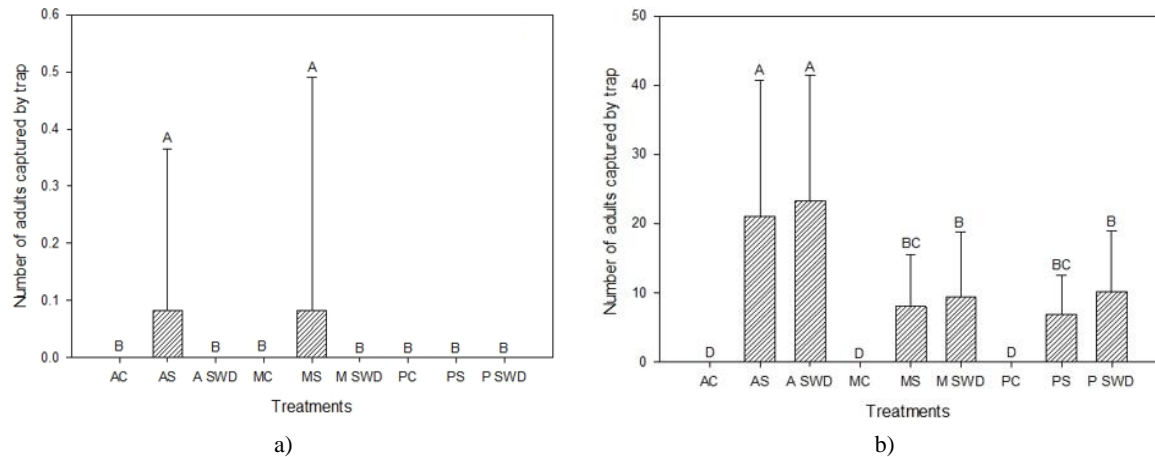 Number of adults captured by trap
0.6
0.5
0.4
0.3
0.2
0.1
0.0
B A B B A B B B B
AC AS A SWD MC MS M SWD PC PS P SWD
Treatments
a)
Number of adults captured by trap
50
40
30
20
10
0
D A A D BC B D BC B
AC AS A SWD MC MS M SWD PC PS P SWD
Treatments
b)